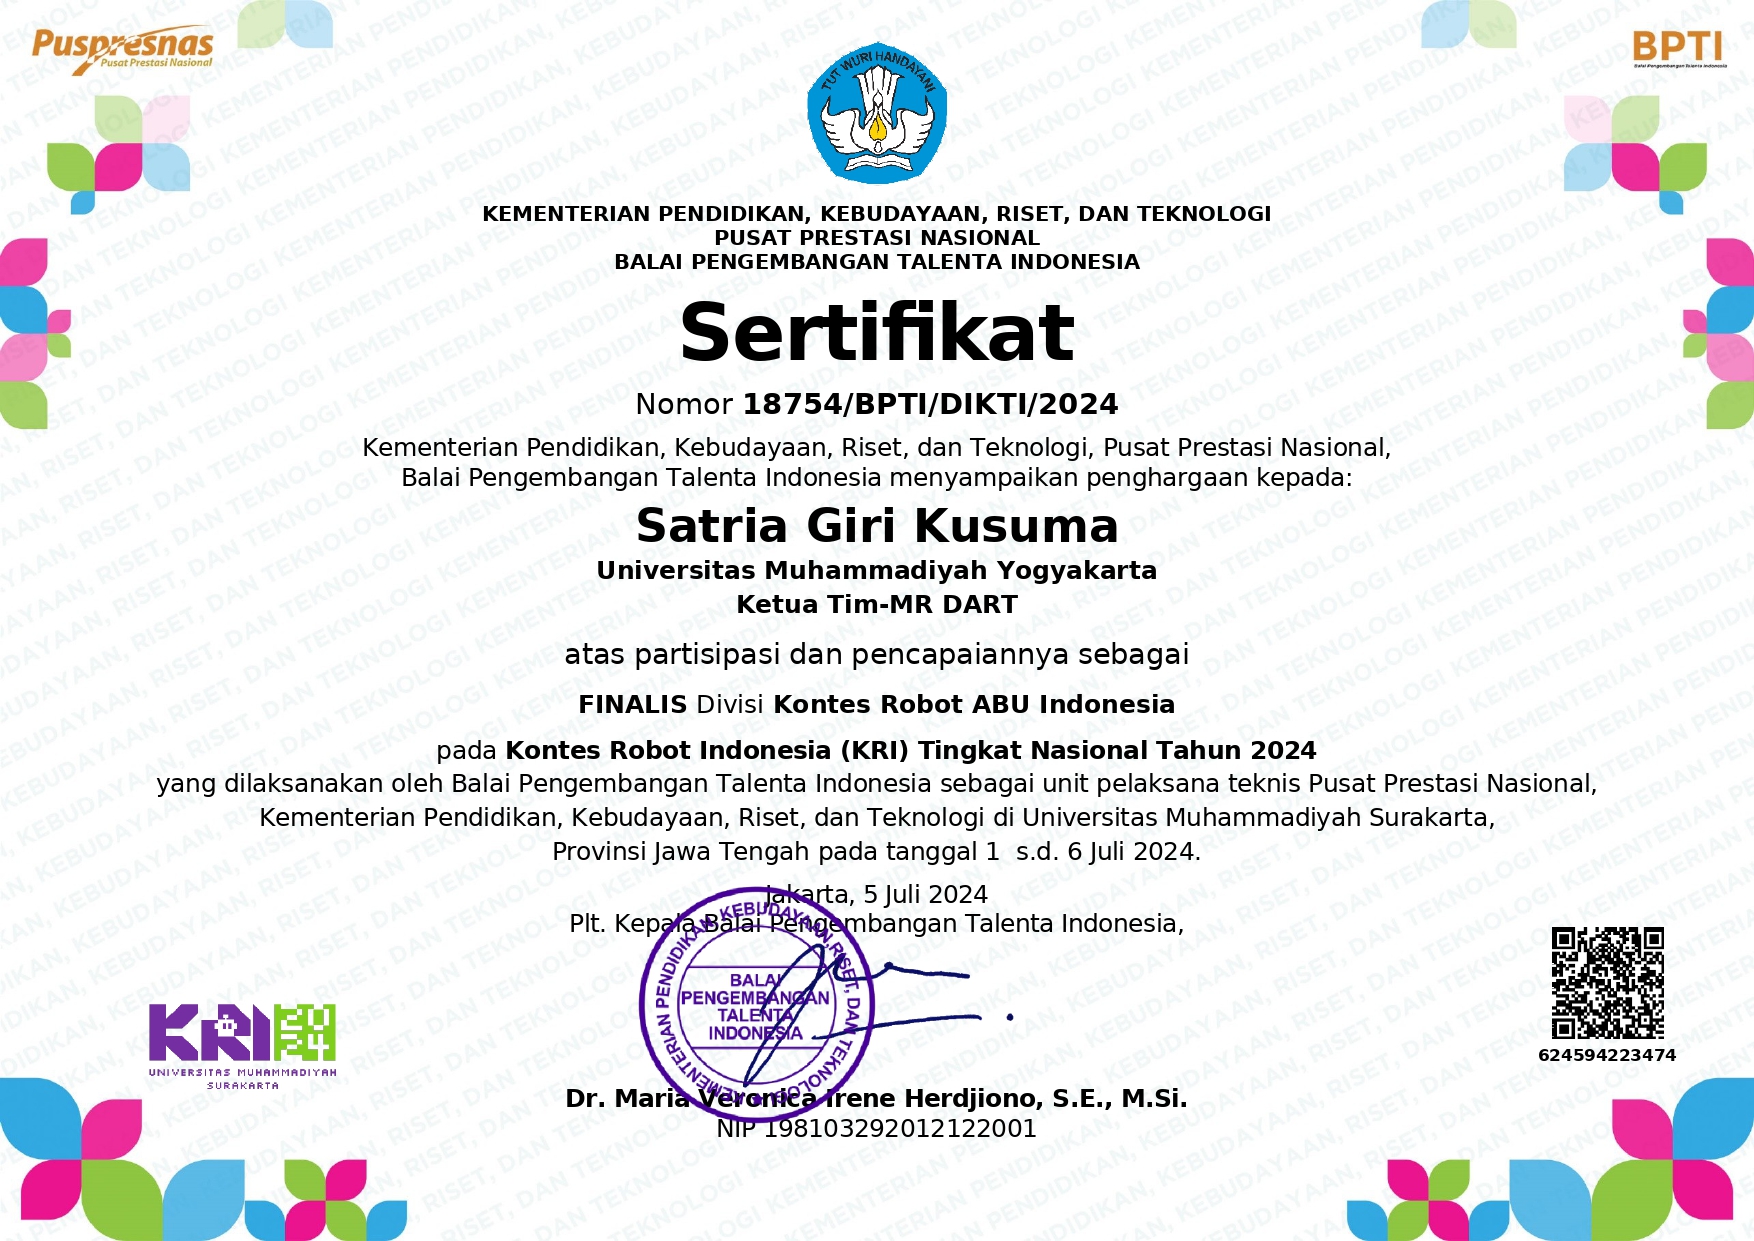 Puspresnas
Pusat Prestasi Nasional
BPTI
Balai Pengembangan Talenta Indonesia
TUT WURI HANDAYANI
KEMENTERIAN PENDIDIKAN, KEBUDAYAAN, RISET, DAN TEKNOLOGI
PUSAT PRESTASI NASIONAL
BALAI PENGEMBANGAN TALENTA INDONESIA
Sertifikat
Nomor 18754/BPTI/DIKTI/2024
Kementerian Pendidikan, Kebudayaan, Riset, dan Teknologi, Pusat Prestasi Nasional,
Balai Pengembangan Talenta Indonesia menyampaikan penghargaan kepada:
Satria Giri Kusuma
Universitas Muhammadiyah Yogyakarta
Ketua Tim-MR DART
atas partisipasi dan pencapaiannya sebagai
FINALIS Divisi Kontes Robot ABU Indonesia
pada Kontes Robot Indonesia (KRI) Tingkat Nasional Tahun 2024
yang dilaksanakan oleh Balai Pengembangan Talenta Indonesia sebagai unit pelaksana teknis Pusat Prestasi Nasional,
Kementerian Pendidikan, Kebudayaan, Riset, dan Teknologi di Universitas Muhammadiyah Surakarta,
Provinsi Jawa Tengah pada tanggal 1 s.d. 6 Juli 2024.
Jakarta, 5 Juli 2024
Plt. Kepala Balai Pengembangan Talenta Indonesia,
KEMENTERIAN PENDIDIKAN, KEBUDAYAAN, RISET, DAN TEKNOLOGI
BALAI
PENGEMBANGAN
TALENTA
INDONESIA
KRI 2024
UNIVERSITAS MUHAMMADIYAH
SURAKARTA
624594223474
Dr. Maria Veronica Irene Herdjiono, S.E., M.Si.
NIP 198103292012122001